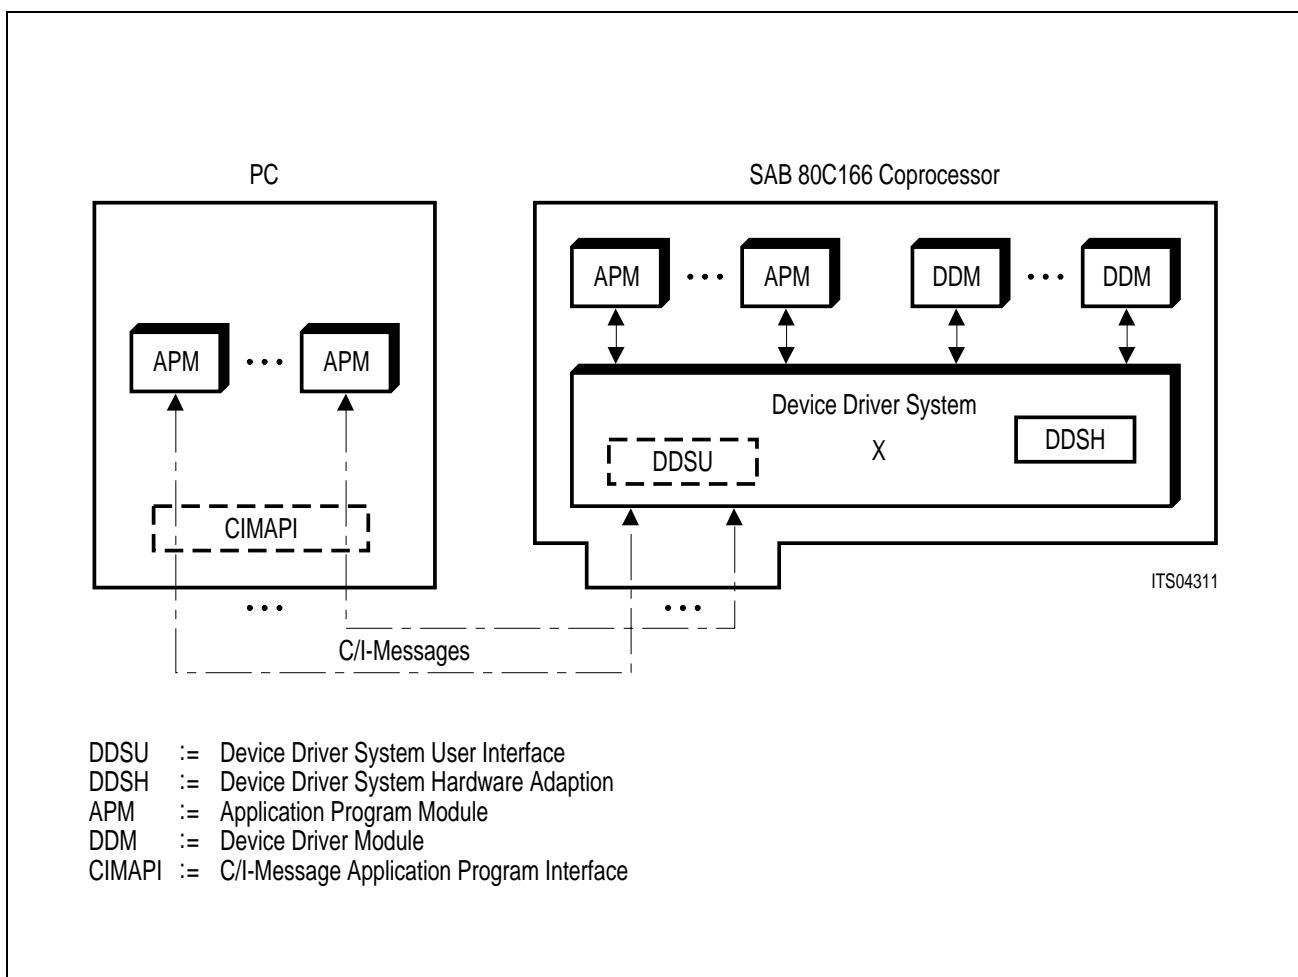 PC
SAB 80C166 Coprocessor
APM ... APM
DDM ... DDM
APM ... APM
Device Driver System
X
DDSU
DDSH
CIMAPI
ITS04311
... ...
C/I-Messages
DDSU := Device Driver System User Interface
DDSH := Device Driver System Hardware Adaption
APM := Application Program Module
DDM := Device Driver Module
CIMAPI := C/I-Message Application Program Interface